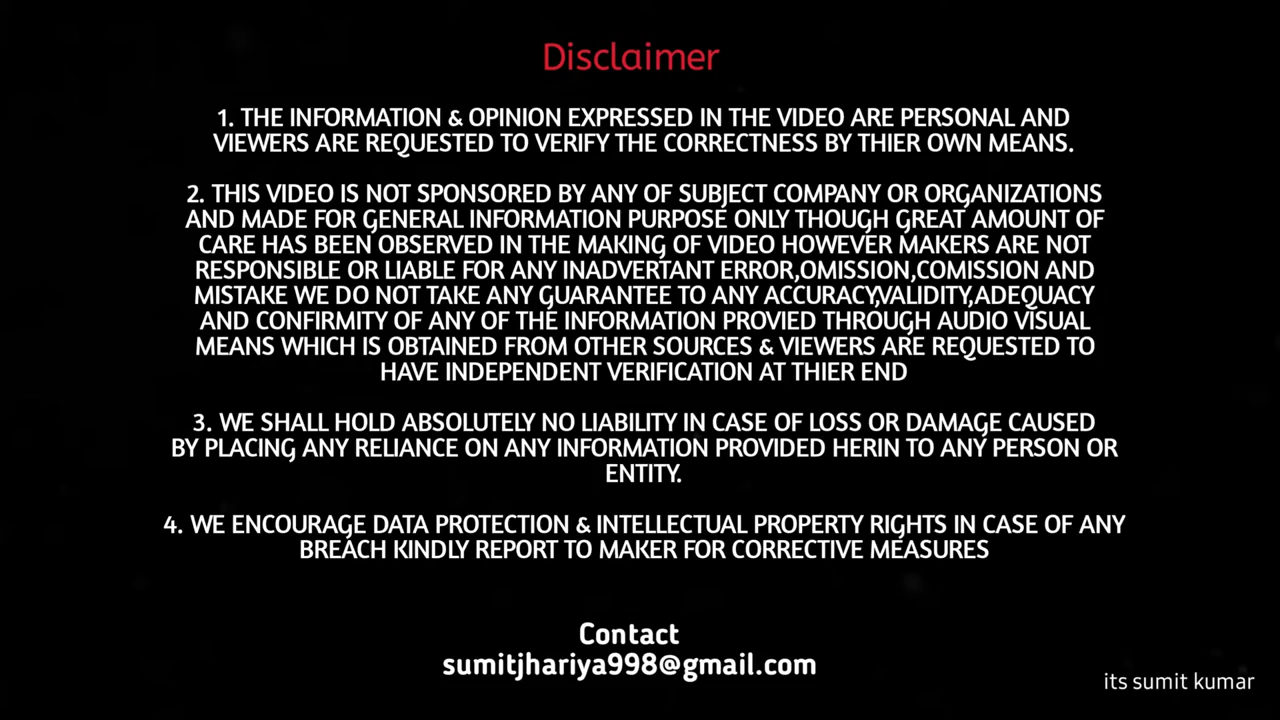 Disclaimer
1. THE INFORMATION & OPINION EXPRESSED IN THE VIDEO ARE PERSONAL AND
VIEWERS ARE REQUESTED TO VERIFY THE CORRECTNESS BY THIER OWN MEANS.
2. THIS VIDEO IS NOT SPONSORED BY ANY OF SUBJECT COMPANY OR ORGANIZATIONS
AND MADE FOR GENERAL INFORMATION PURPOSE ONLY THOUGH GREAT AMOUNT OF
CARE HAS BEEN OBSERVED IN THE MAKING OF VIDEO HOWEVER MAKERS ARE NOT
RESPONSIBLE OR LIABLE FOR ANY INADVERTANT ERROR,OMISSION,COMISSION AND
MISTAKE WE DO NOT TAKE ANY GUARANTEE TO ANY ACCURACY,VALIDITY,ADEQUACY
AND CONFIRMITY OF ANY OF THE INFORMATION PROVIED THROUGH AUDIO VISUAL
MEANS WHICH IS OBTAINED FROM OTHER SOURCES & VIEWERS ARE REQUESTED TO
HAVE INDEPENDENT VERIFICATION AT THIER END
3. WE SHALL HOLD ABSOLUTELY NO LIABILITY IN CASE OF LOSS OR DAMAGE CAUSED
BY PLACING ANY RELIANCE ON ANY INFORMATION PROVIDED HERIN TO ANY PERSON OR
ENTITY.
4. WE ENCOURAGE DATA PROTECTION & INTELLECTUAL PROPERTY RIGHTS IN CASE OF ANY
BREACH KINDLY REPORT TO MAKER FOR CORRECTIVE MEASURES
Contact
sumitjhariya998@gmail.com
its sumit kumar